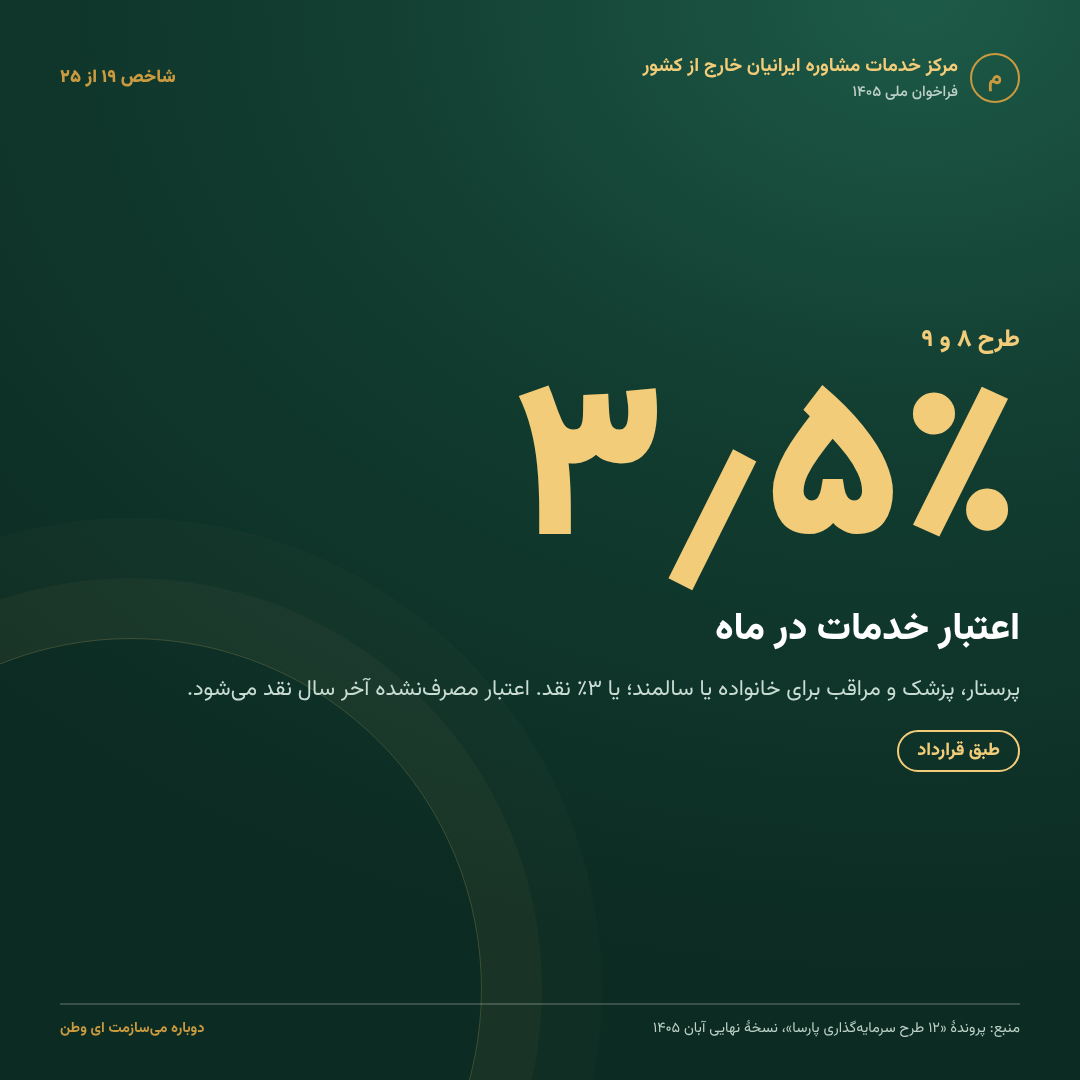 م
مرکز خدمات مشاوره ایرانیان خارج از کشور
فراخوان ملی ۱۴۰۵
شاخص ۱۹ از ۲۵
طرح ۸ و ۹
۳٫۵٪
اعتبار خدمات در ماه
پرستار، پزشک و مراقب برای خانواده یا سالمند؛ یا ۳٪ نقد. اعتبار مصرف‌نشده آخر سال نقد می‌شود.
طبق قرارداد
منبع: پروندهٔ «۱۲ طرح سرمایه‌گذاری پارسا»، نسخهٔ نهایی آبان ۱۴۰۵
دوباره می‌سازمت ای وطن